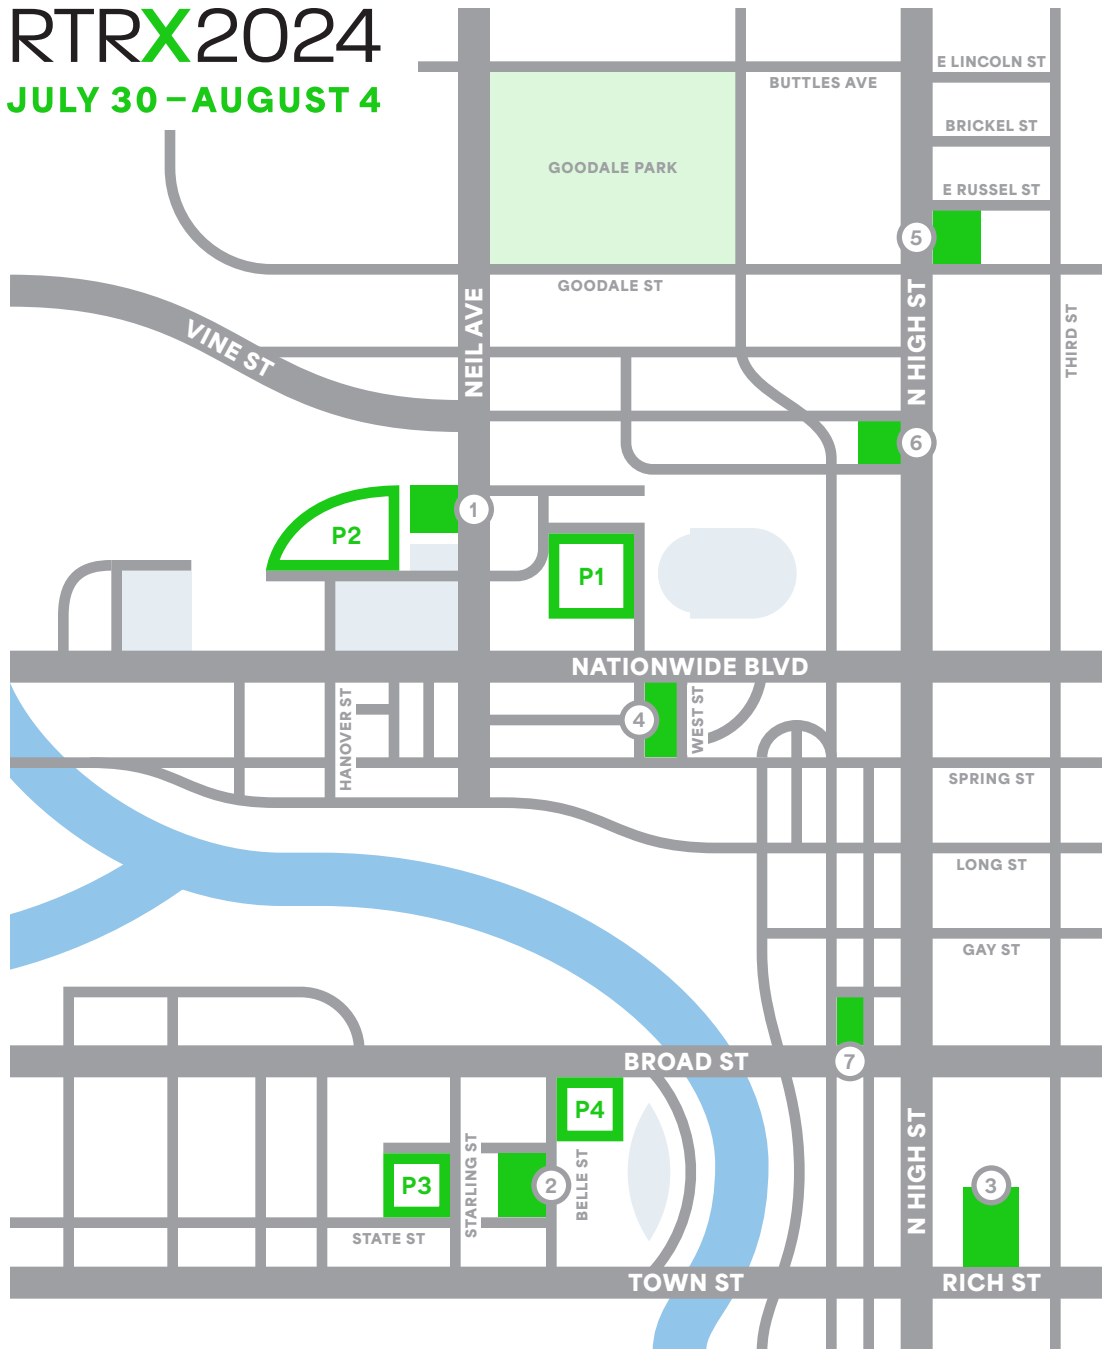 RTRX2024
JULY 30 – AUGUST 4
E LINCOLN ST
BUTTLES AVE
BRICKEL ST
GOODALE PARK
E RUSSEL ST
5
GOODALE ST
NEIL AVE
N HIGH ST
THIRD ST
VINE ST
6
1
P2
P1
NATIONWIDE BLVD
HANOVER ST
4
WEST ST
SPRING ST
LONG ST
GAY ST
BROAD ST
7
P4
N HIGH ST
P3
STARLING ST
2
BELLE ST
3
STATE ST
TOWN ST
RICH ST